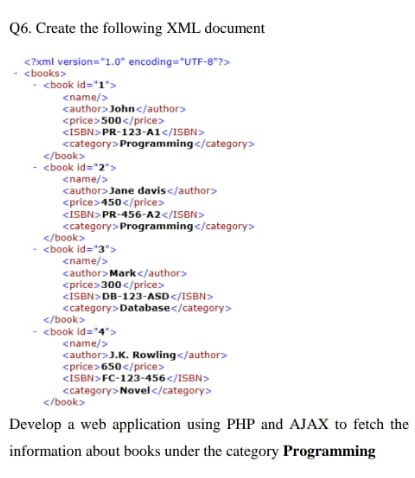 Q6. Create the following XML document
<?xml version="1.0" encoding="UTF-8"?>
- <books>
- <book id="1">
<name/>
<author>John</author>
<price>500</price>
<ISBN>PR-123-A1</ISBN>
<category>Programming</category>
</book>
- <book id="2">
<name/>
<author>Jane davis</author>
<price>450</price>
<ISBN>PR-456-A2</ISBN>
<category>Programming</category>
</book>
- <book id="3">
<name/>
<author>Mark</author>
<price>300</price>
<ISBN>DB-123-ASD</ISBN>
<category>Database</category>
</book>
- <book id="4">
<name/>
<author>J.K. Rowling</author>
<price>650</price>
<ISBN>FC-123-456</ISBN>
<category>Novel</category>
</book>
Develop a web application using PHP and AJAX to fetch the
information about books under the category Programming